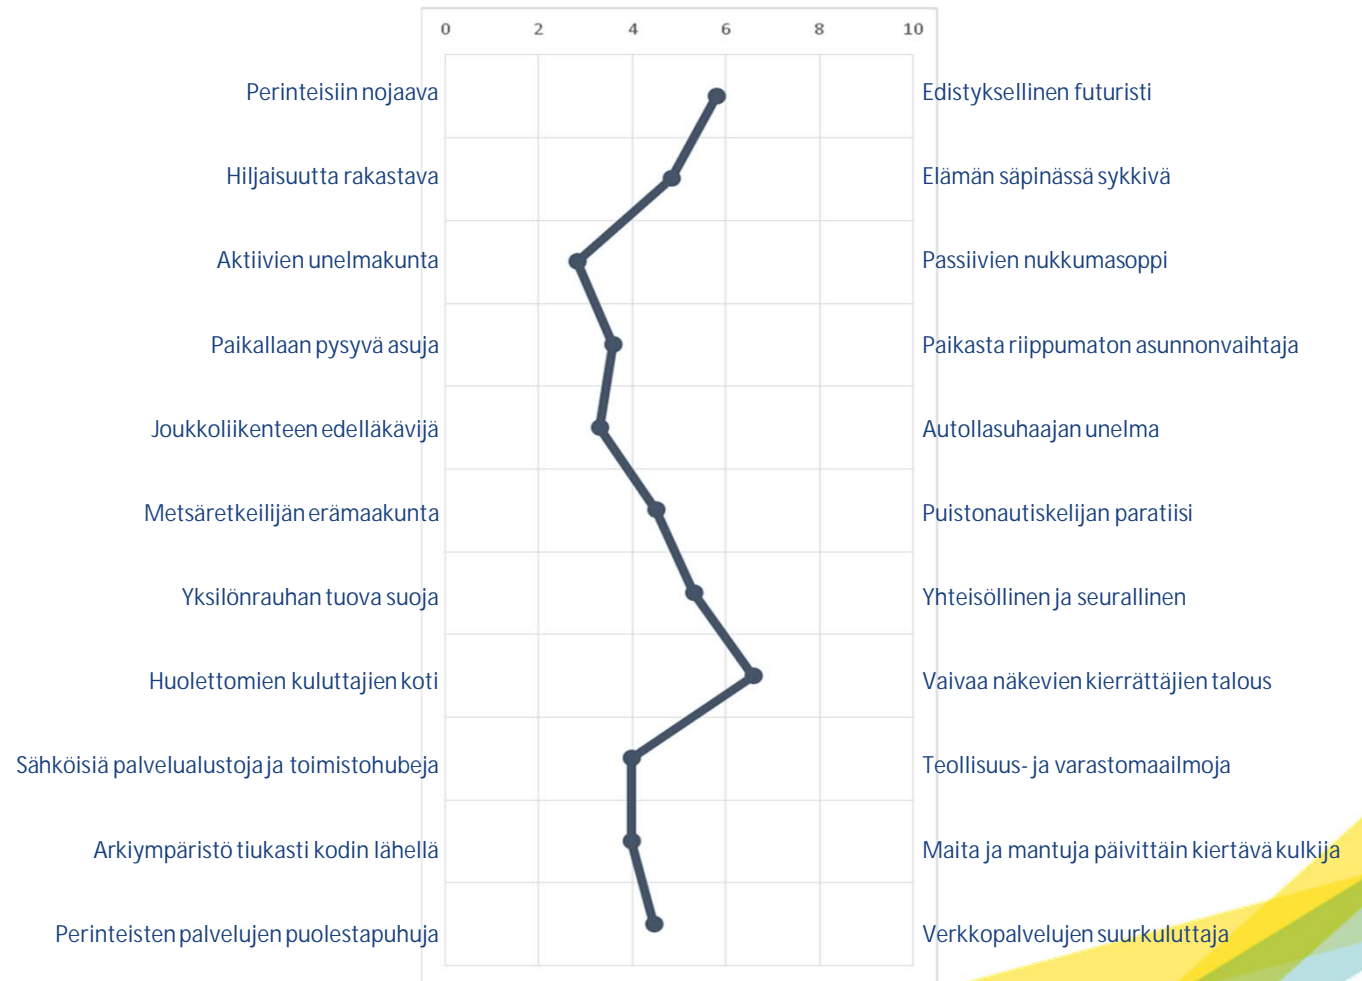 0 2 4 6 8 10
Perinteisiin nojaava Edistyksellinen futuristi
Hiljaisuutta rakastava Elämän säpinässä sykkivä
Aktiivien unelmakunta Passiivien nukkumasoppi
Paikallaan pysyvä asuja Paikasta riippumaton asunnonvaihtaja
Joukkoliikenteen edelläkävijä Autollasuhaajan unelma
Metsäretkeilijän erämaakunta Puistonautiskelijan paratiisi
Yksilönrauhan tuova suoja Yhteisöllinen ja seurallinen
Huolettomien kuluttajien koti Vaivaa näkevien kierrättäjien talous
Sähköisiä palvelualustoja ja toimistohubeja Teollisuus- ja varastomaailmoja
Arkiympäristö tiukasti kodin lähellä Maita ja mantuja päivittäin kiertävä kulkija
Perinteisten palvelujen puolestapuhuja Verkkopalvelujen suurkuluttaja